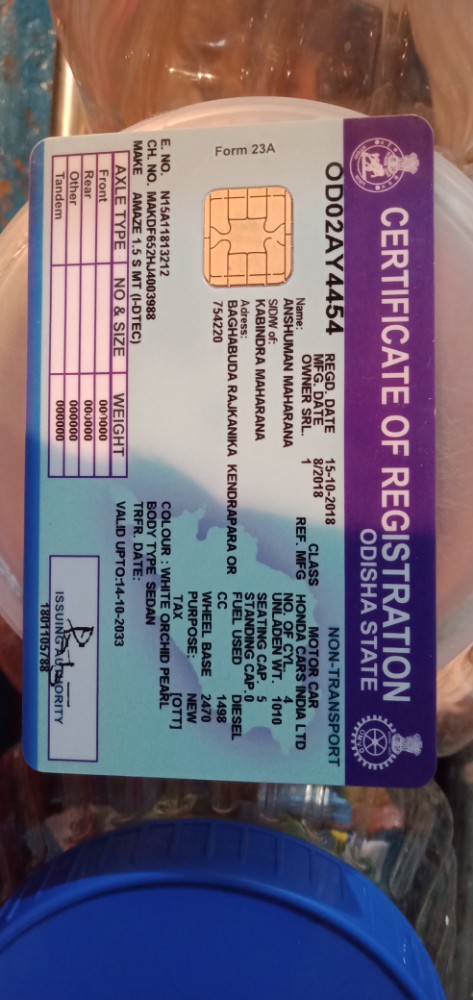 CERTIFICATE OF REGISTRATION
ODISHA STATE
OD02AY4454
NON-TRANSPORT
Form 23A
REGD. DATE 15-10-2018
MFG. DATE 8/2018
OWNER SRL. 1
CLASS MOTOR CAR
REF. MFG HONDA CARS INDIA LTD
Name:
ANSHUMAN MAHARANA
S/D/W of:
KABINDRA MAHARANA
Adress:
BAGHABUDA RAJKANIKA KENDRAPARA OR
754220
NO. OF CYL. 4
UNLADEN WT. 1010
SEATING CAP. 5
STANDING CAP. 0
FUEL USED DIESEL
CC 1498
WHEEL BASE 2470
PURPOSE: NEW
TAX [OTT]
E. NO. N15A11813212
CH. NO. MAKDF652HJ4003988
MAKE AMAZE 1.5 S MT (I-DTEC)
COLOUR : WHITE ORCHID PEARL
BODY TYPE SEDAN
TRFR. DATE:
VALID UPTO:14-10-2033
AXLE TYPE NO & SIZE WEIGHT
Front 000000
Rear 000000
Other 000000
Tandem 000000
ISSUING AUTHORITY
1801105788